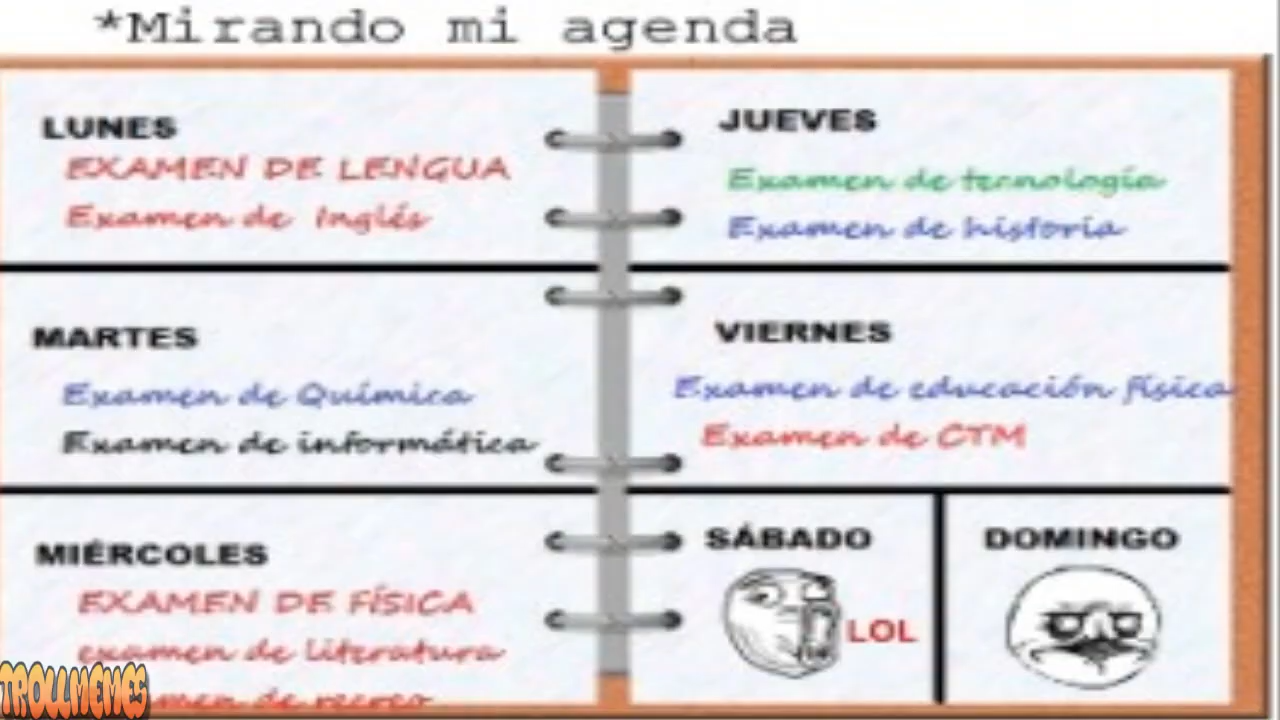 *Mirando mi agenda
LUNES
EXAMEN DE LENGUA
Examen de Inglés
MARTES
Examen de Química
Examen de informática
MIÉRCOLES
EXAMEN DE FÍSICA
examen de literatura
de recreo
JUEVES
Examen de tecnología
Examen de historia
VIERNES
Examen de educación física
Examen de CTM
SÁBADO
LOL
DOMINGO
TROLLMEMES